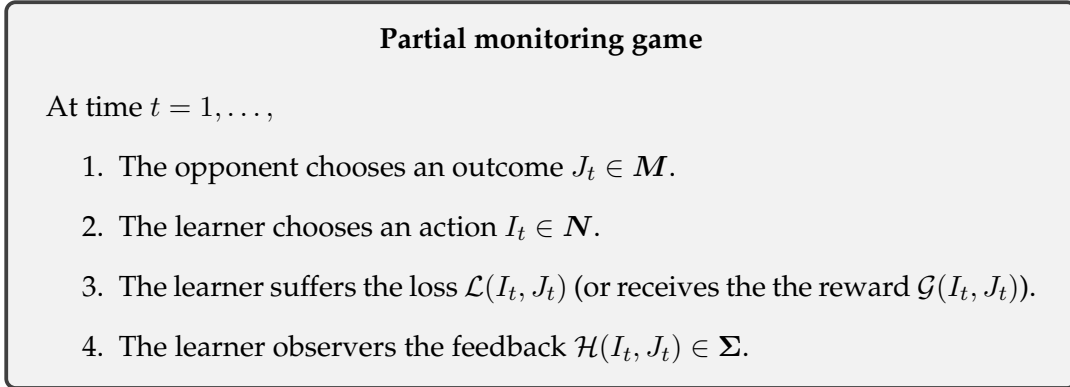 Partial monitoring game
At time t = 1, . . . ,
1. The opponent chooses an outcome J_t ∈ M.
2. The learner chooses an action I_t ∈ N.
3. The learner suffers the loss L(I_t, J_t) (or receives the the reward G(I_t, J_t)).
4. The learner observers the feedback H(I_t, J_t) ∈ Σ.